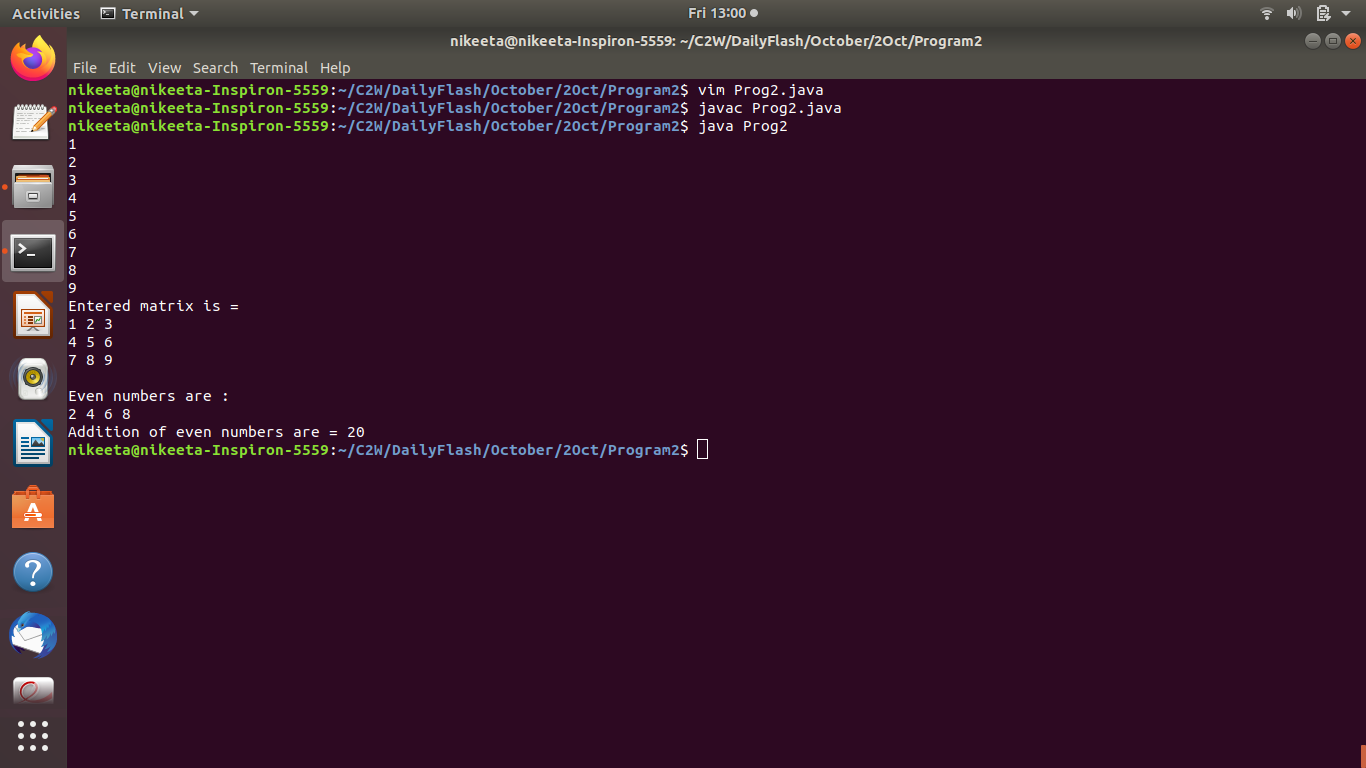 Activities Terminal Fri 13:00
nikeeta@nikeeta-Inspiron-5559: ~/C2W/DailyFlash/October/2Oct/Program2
File Edit View Search Terminal Help
nikeeta@nikeeta-Inspiron-5559:~/C2W/DailyFlash/October/2Oct/Program2$ vim Prog2.java
nikeeta@nikeeta-Inspiron-5559:~/C2W/DailyFlash/October/2Oct/Program2$ javac Prog2.java
nikeeta@nikeeta-Inspiron-5559:~/C2W/DailyFlash/October/2Oct/Program2$ java Prog2
1
2
3
4
5
6
7
8
9
Entered matrix is =
1 2 3
4 5 6
7 8 9
Even numbers are :
2 4 6 8
Addition of even numbers are = 20
nikeeta@nikeeta-Inspiron-5559:~/C2W/DailyFlash/October/2Oct/Program2$